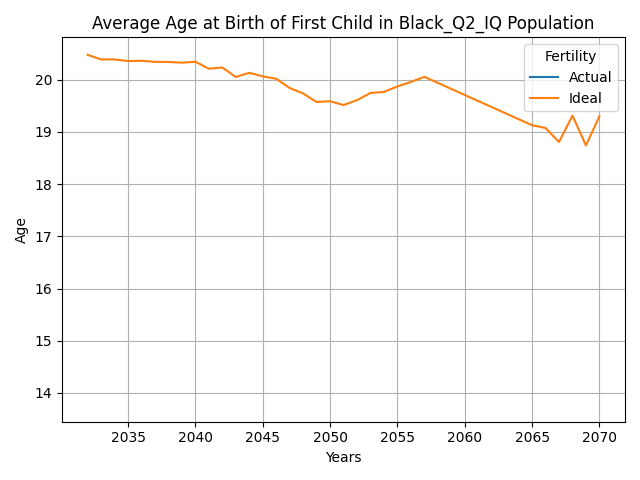 Average Age at Birth of First Child in Black_Q2_IQ Population
Fertility
Actual
Ideal
Age
20
19
18
17
16
15
14
2035 2040 2045 2050 2055 2060 2065 2070
Years